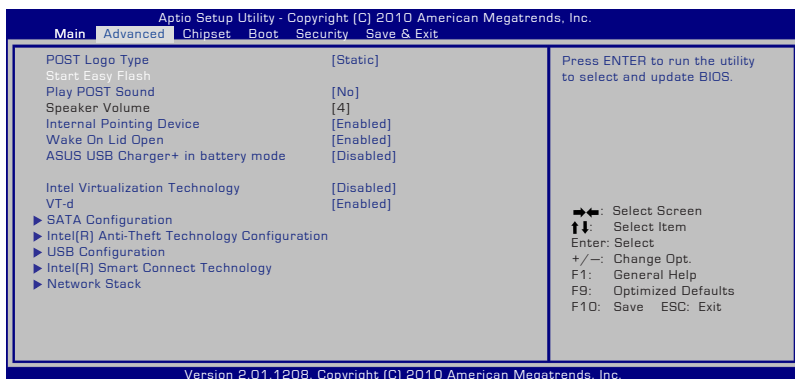 Aptio Setup Utility - Copyright (C) 2010 American Megatrends, Inc.
Main Advanced Chipset Boot Security Save & Exit
POST Logo Type [Static]
Start Easy Flash
Play POST Sound [No]
Speaker Volume [4]
Internal Pointing Device [Enabled]
Wake On Lid Open [Enabled]
ASUS USB Charger+ in battery mode [Disabled]
Intel Virtualization Technology [Disabled]
VT-d [Enabled]
SATA Configuration
Intel(R) Anti-Theft Technology Configuration
USB Configuration
Intel(R) Smart Connect Technology
Network Stack
Press ENTER to run the utility
to select and update BIOS.
→←: Select Screen
↑↓: Select Item
Enter: Select
+/—: Change Opt.
F1: General Help
F9: Optimized Defaults
F10: Save ESC: Exit
Version 2.01.1208. Copyright (C) 2010 American Megatrends, Inc.